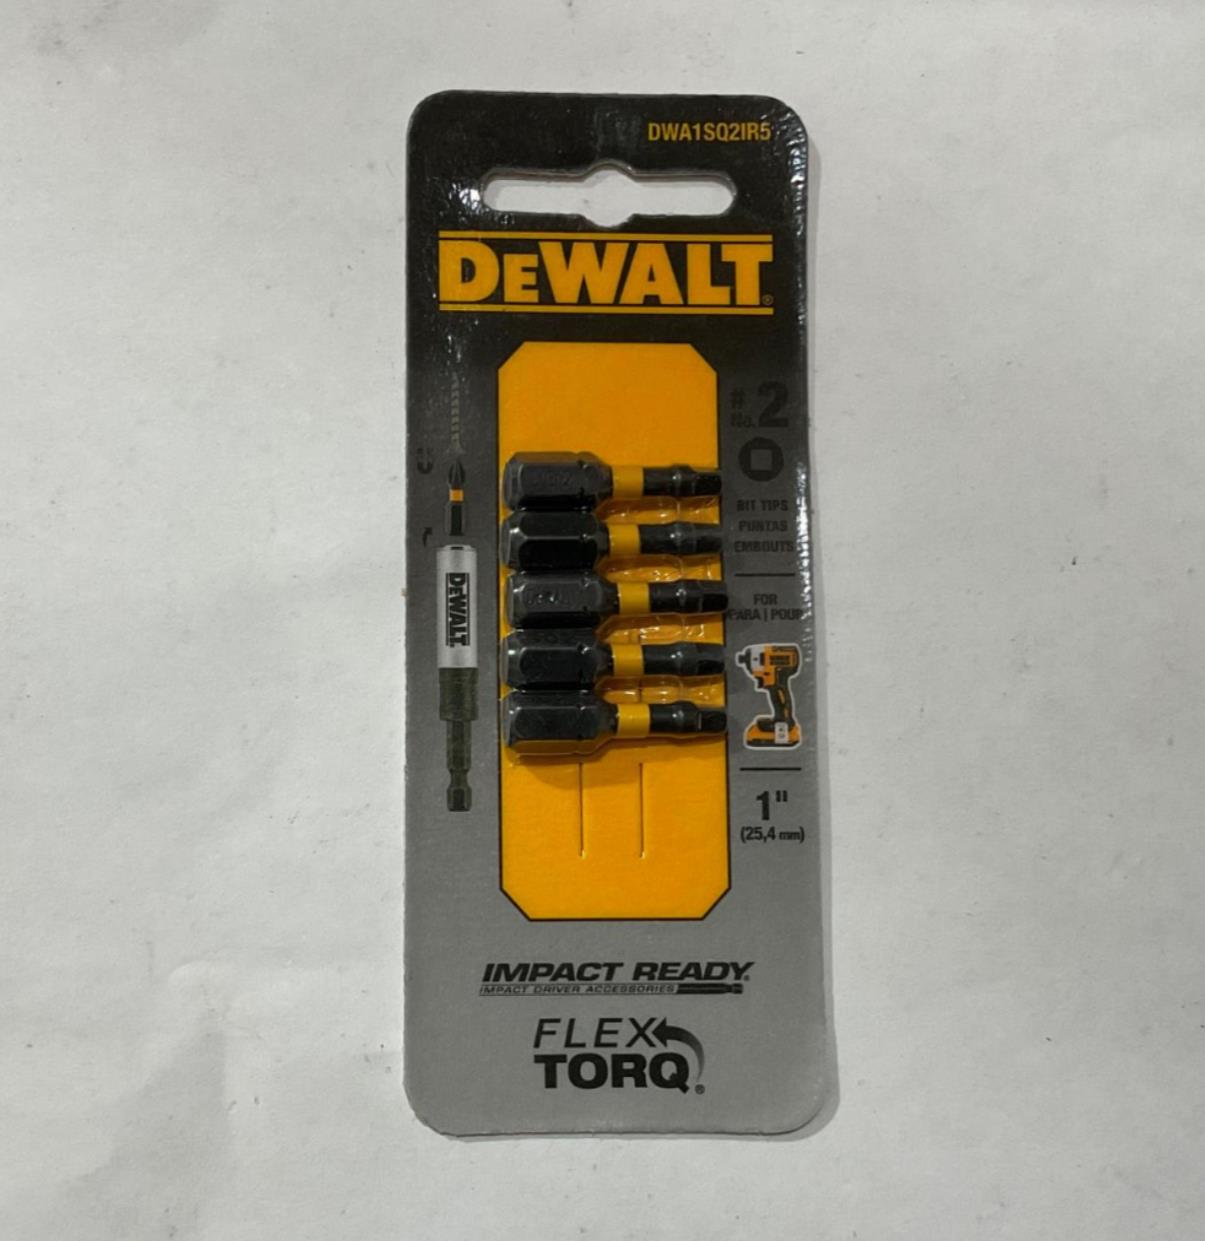 DWA1SQ2IR5
DEWALT®
# 2
No.
BIT TIPS
PUNTAS
EMBOUTS
DEWALT
FOR
PARA | POUR
1"
(25,4 mm)
IMPACT READY®
IMPACT DRIVER ACCESSORIES
FLEX
TORQ®